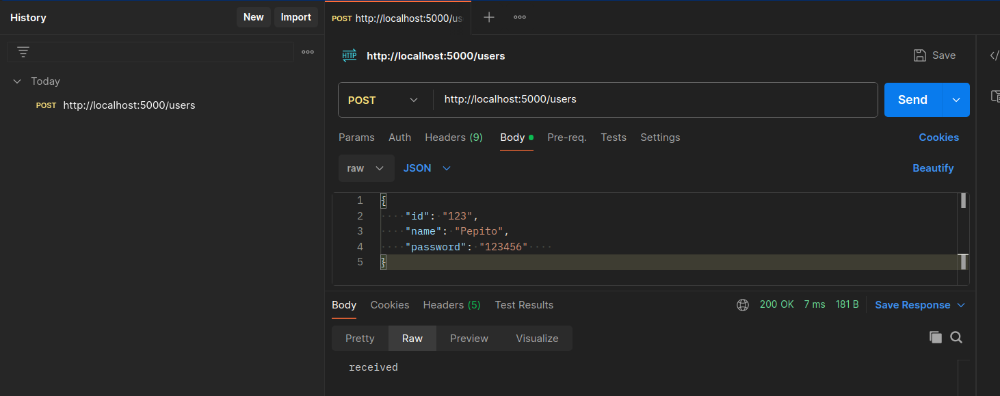 History New Import
POST http://localhost:5000/us
Today
POST http://localhost:5000/users
HTTP http://localhost:5000/users Save
POST http://localhost:5000/users Send
Params Auth Headers (9) Body Pre-req. Tests Settings Cookies
raw JSON Beautify
1 {
2 "id": "123",
3 "name": "Pepito",
4 "password": "123456"
5 }
Body Cookies Headers (5) Test Results 200 OK 7 ms 181 B Save Response
Pretty Raw Preview Visualize
received